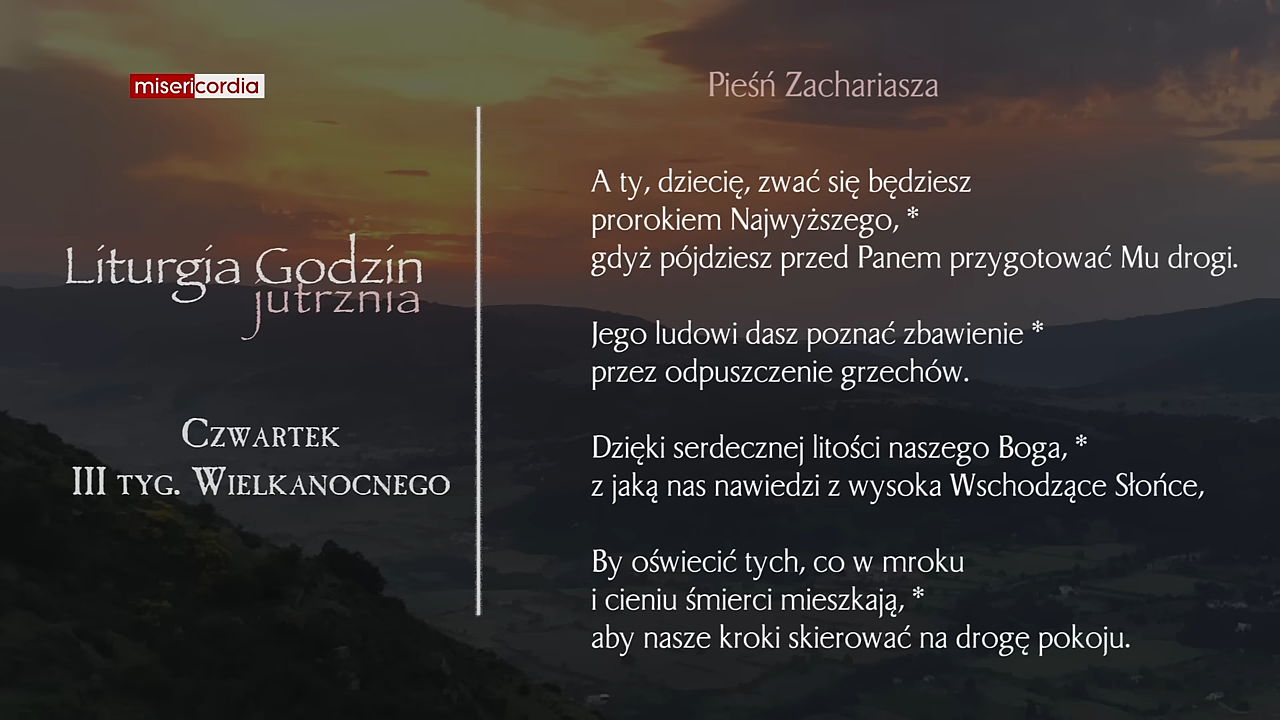 misericordia
Liturgia Godzin
jutrznia
Czwartek
III tyg. Wielkanocnego
Pieśń Zachariasza
A ty, dziecię, zwać się będziesz
prorokiem Najwyższego, *
gdyż pójdziesz przed Panem przygotować Mu drogi.
Jego ludowi dasz poznać zbawienie *
przez odpuszczenie grzechów.
Dzięki serdecznej litości naszego Boga, *
z jaką nas nawiedzi z wysoka Wschodzące Słońce,
By oświecić tych, co w mroku
i cieniu śmierci mieszkają, *
aby nasze kroki skierować na drogę pokoju.